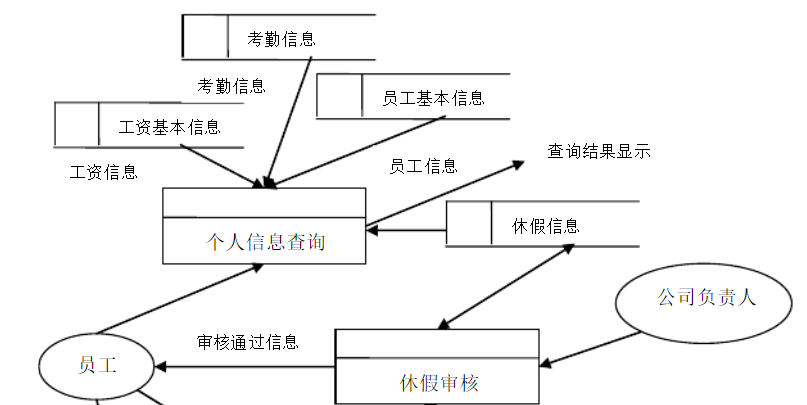 考勤信息
考勤信息
员工基本信息
工资基本信息
查询结果显示
员工信息
工资信息
休假信息
个人信息查询
公司负责人
审核通过信息
员工
休假审核